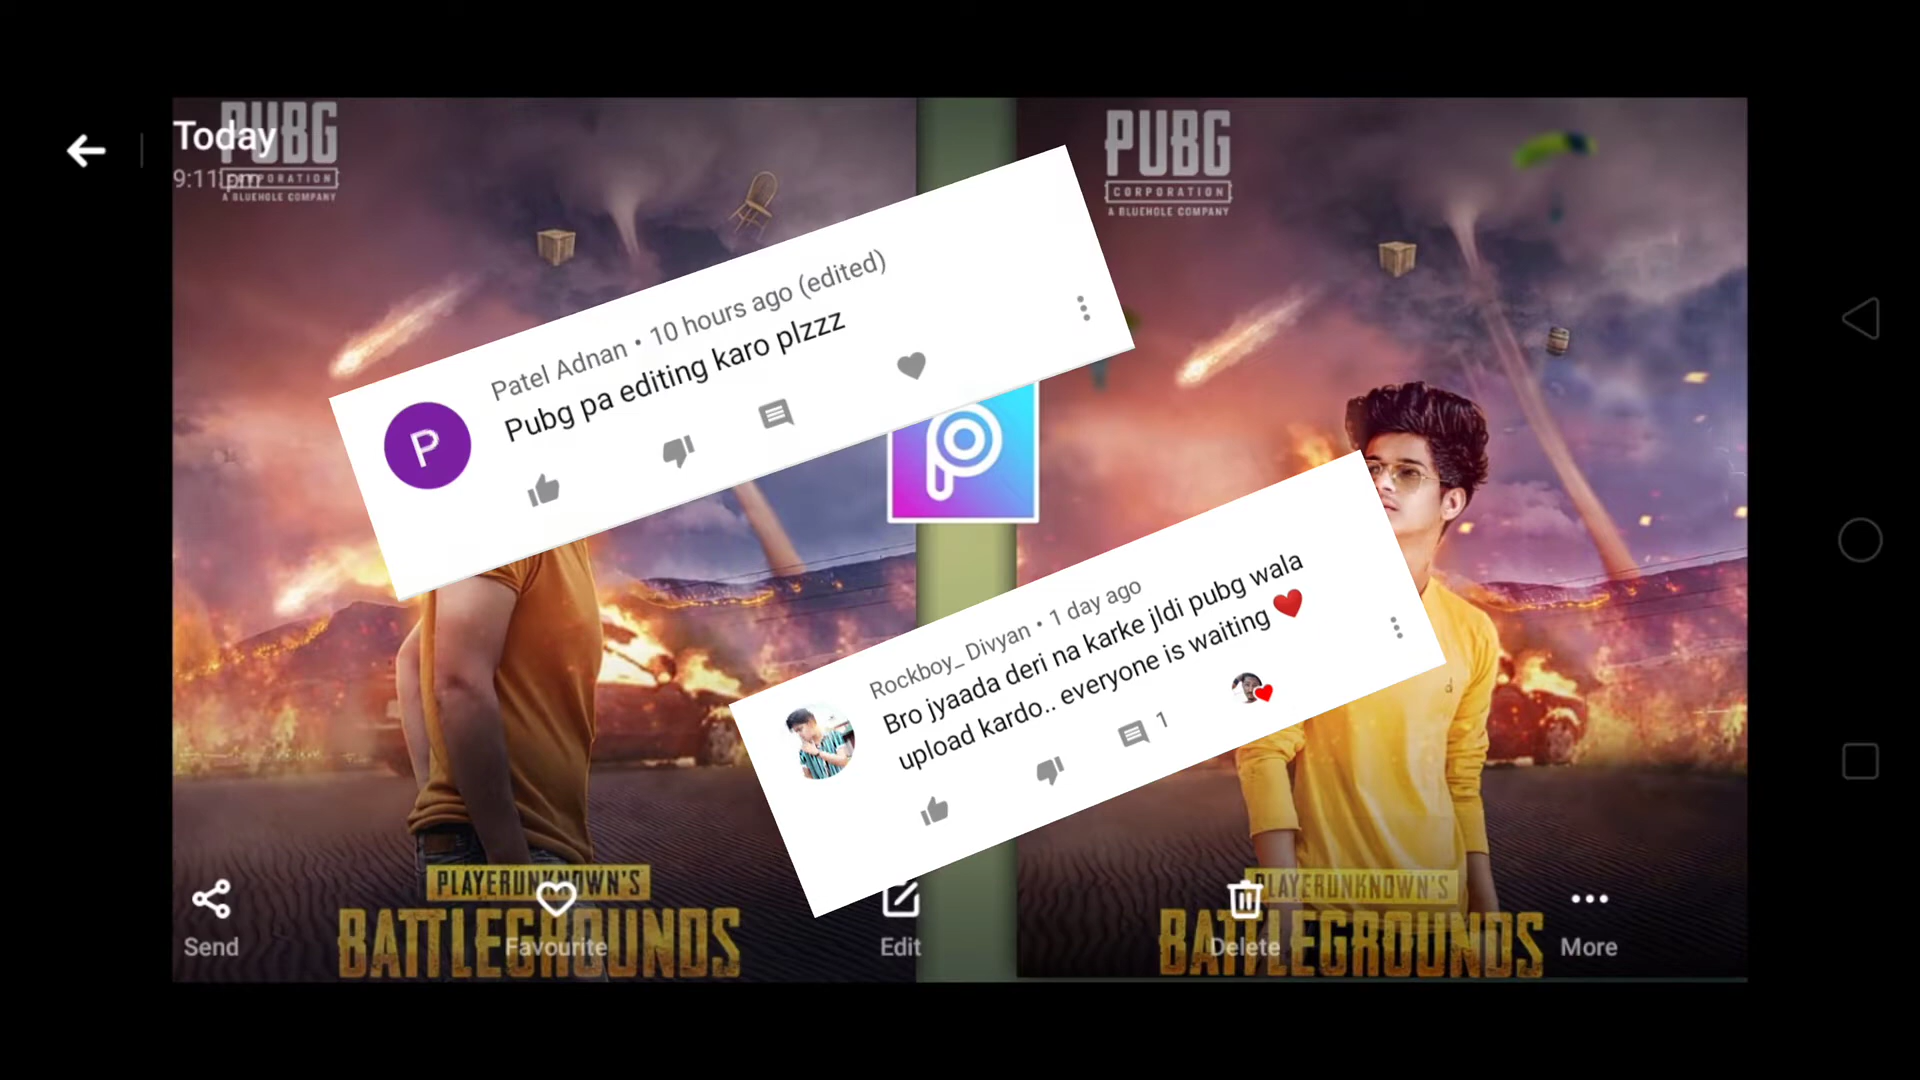 Today
9:11 pm
PUBG
CORPORATION
A BLUEHOLE COMPANY
PUBG
CORPORATION
A BLUEHOLE COMPANY
Patel Adnan • 10 hours ago (edited)
Pubg pa editing karo plzzz
P
Rockboy_ Divyan • 1 day ago
Bro jyaada deri na karke jldi pubg wala
upload kardo.. everyone is waiting ❤️
1
PLAYERUNKNOWN'S
BATTLEGROUNDS
PLAYERUNKNOWN'S
BATTLEGROUNDS
Send
Favourite
Edit
Delete
More